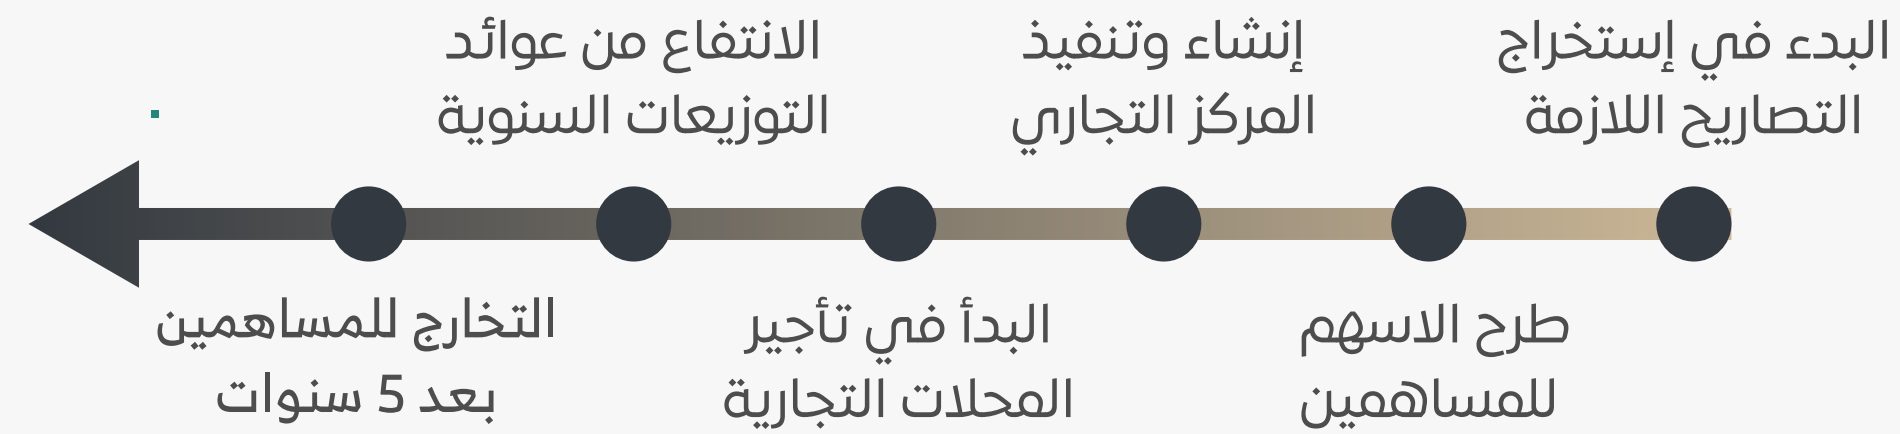 البدء في إستخراج
التصاريح اللازمة
طرح الاسهم
للمساهمين
إنشاء وتنفيذ
المركز التجاري
البدأ في تأجير
المحلات التجارية
الانتفاع من عوائد
التوزيعات السنوية
التخارج للمساهمين
بعد 5 سنوات